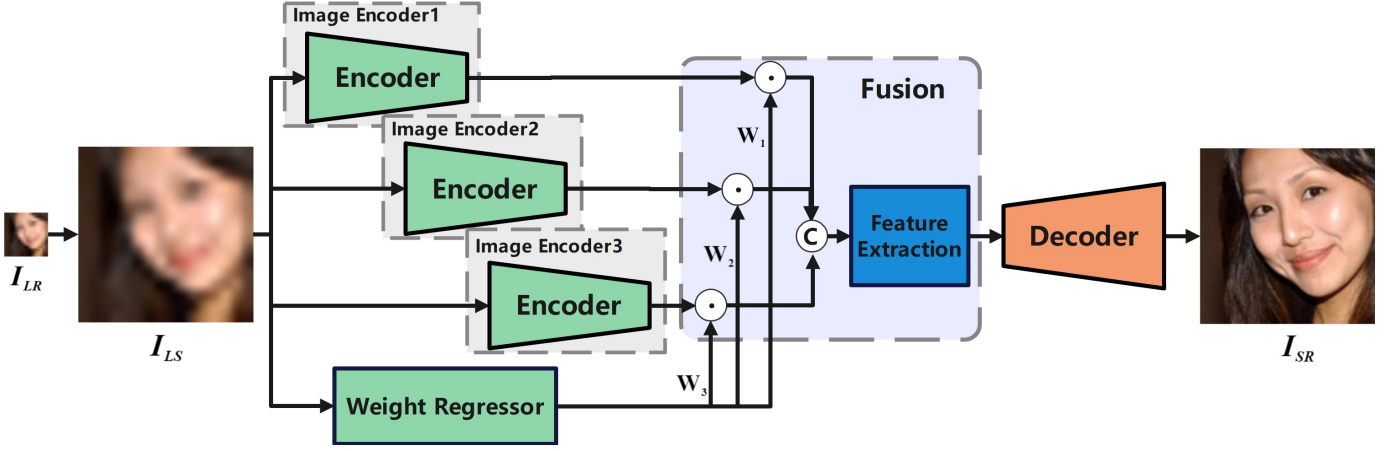 Image Encoder1
Encoder
Fusion
Image Encoder2
W1
Encoder
Image Encoder3
C
Feature
Extraction
Decoder
W2
Encoder
ILR
ILS
ISR
W3
Weight Regressor